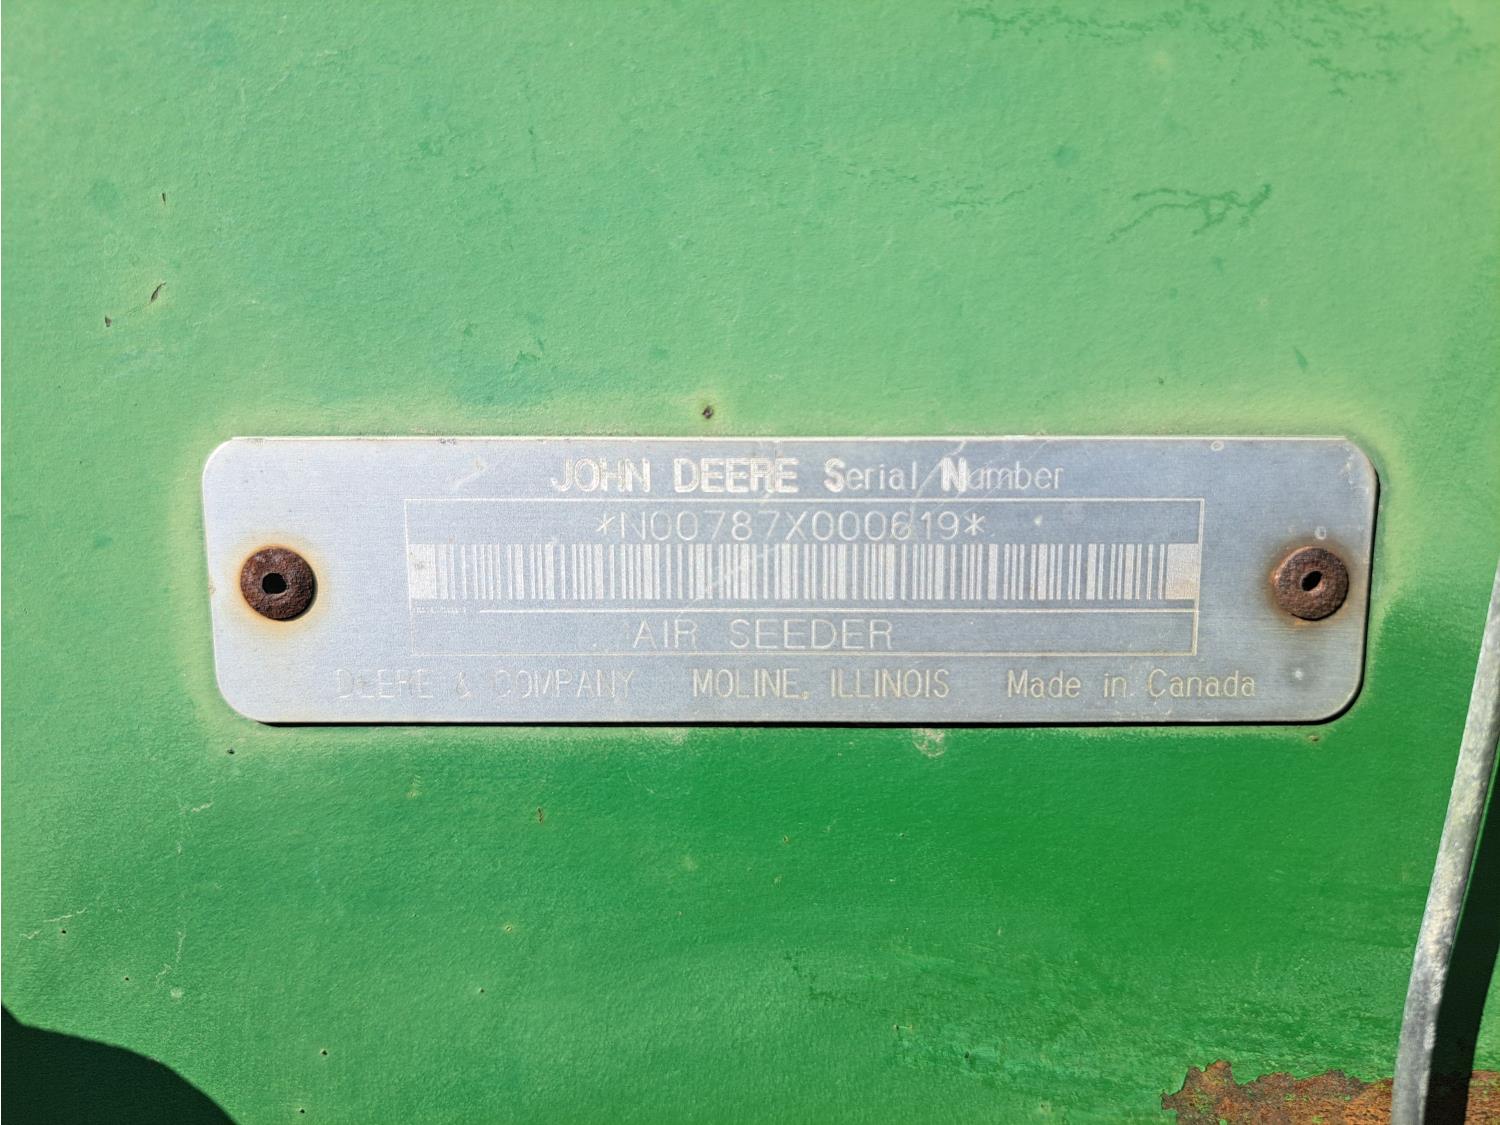 JOHN DEERE Serial Number
*N00787X000619*
AIR SEEDER
DEERE & COMPANY MOLINE, ILLINOIS Made in Canada